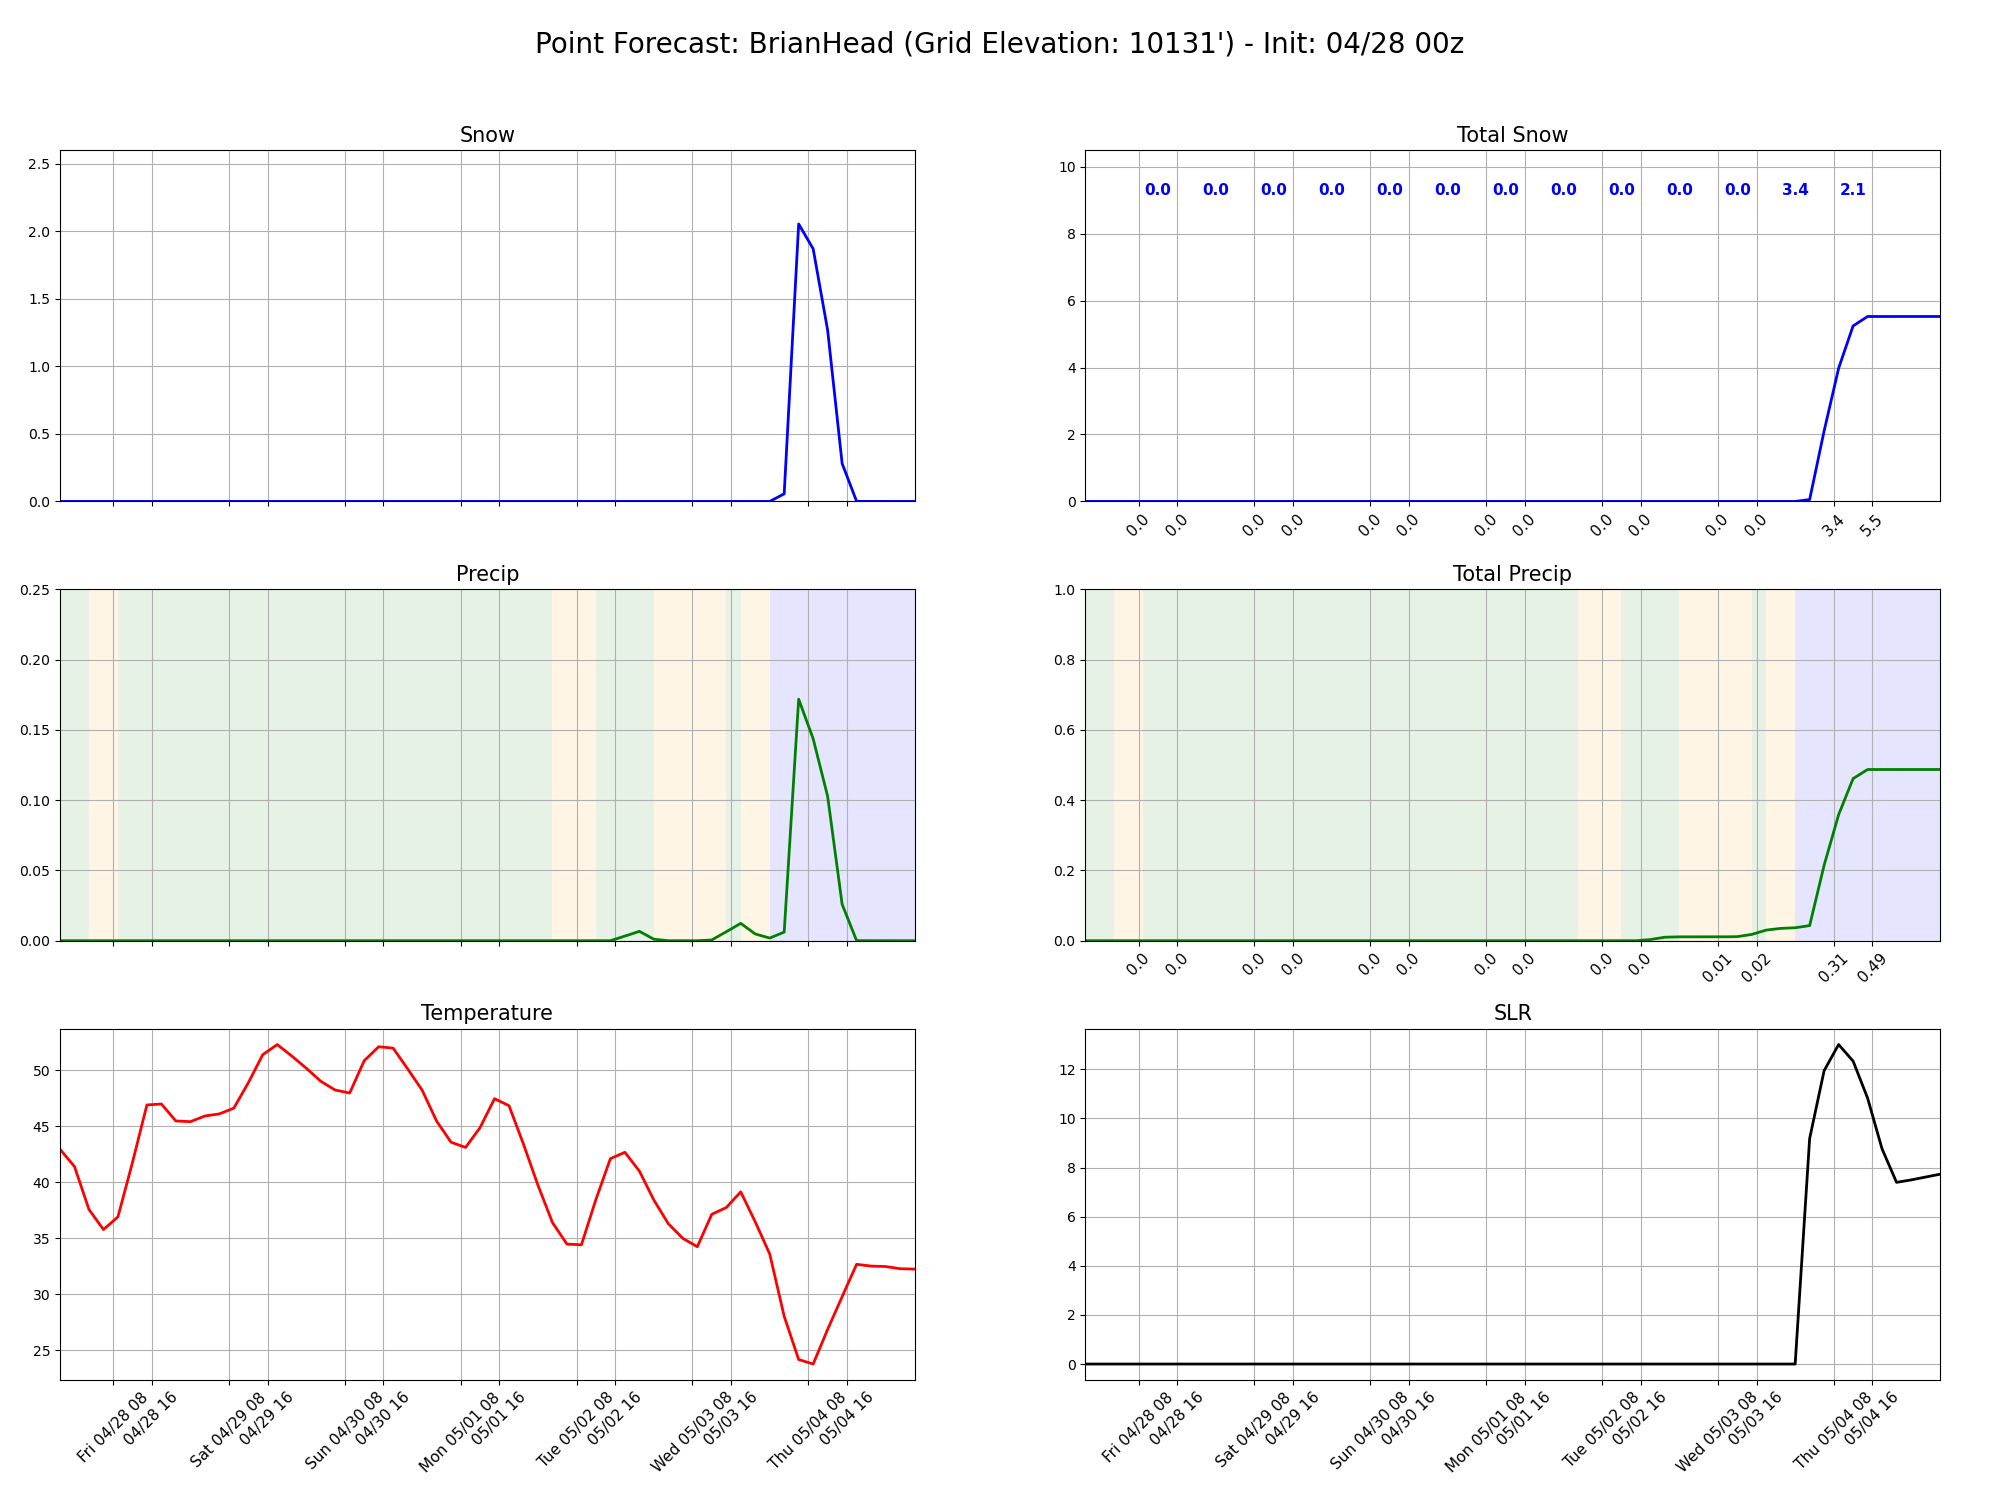 Point Forecast: BrianHead (Grid Elevation: 10131') - Init: 04/28 00z
Snow
2.5
2.0
1.5
1.0
0.5
0.0
Total Snow
10
8
6
4
2
0
0.0 0.0 0.0 0.0 0.0 0.0 0.0 0.0 0.0 0.0 0.0 3.4 2.1
0.0 0.0 0.0 0.0 0.0 0.0 0.0 0.0 0.0 0.0 0.0 0.0 3.4 5.5
Precip
0.25
0.20
0.15
0.10
0.05
0.00
Total Precip
1.0
0.8
0.6
0.4
0.2
0.0
0.0 0.0 0.0 0.0 0.0 0.0 0.0 0.0 0.0 0.0 0.01 0.02 0.31 0.49
Temperature
50
45
40
35
30
25
Fri 04/28 08
04/28 16
Sat 04/29 08
04/29 16
Sun 04/30 08
04/30 16
Mon 05/01 08
05/01 16
Tue 05/02 08
05/02 16
Wed 05/03 08
05/03 16
Thu 05/04 08
05/04 16
SLR
12
10
8
6
4
2
0
Fri 04/28 08
04/28 16
Sat 04/29 08
04/29 16
Sun 04/30 08
04/30 16
Mon 05/01 08
05/01 16
Tue 05/02 08
05/02 16
Wed 05/03 08
05/03 16
Thu 05/04 08
05/04 16